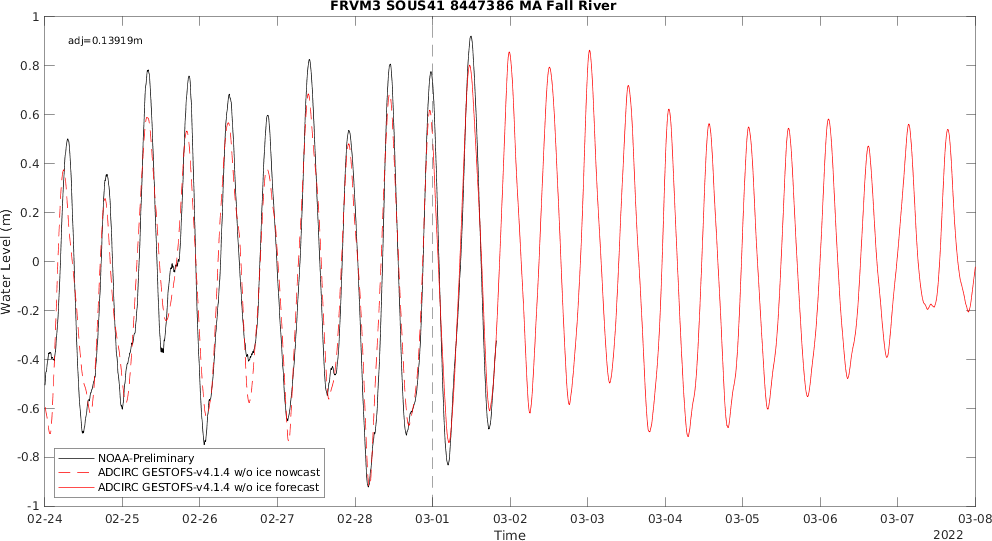 FRVM3 SOUS41 8447386 MA Fall River
adj=0.13919m
1
0.8
0.6
0.4
0.2
0
-0.2
-0.4
-0.6
-0.8
-1
Water Level (m)
NOAA-Preliminary
ADCIRC GESTOFS-v4.1.4 w/o ice nowcast
ADCIRC GESTOFS-v4.1.4 w/o ice forecast
02-24 02-25 02-26 02-27 02-28 03-01 03-02 03-03 03-04 03-05 03-06 03-07 03-08
Time
2022